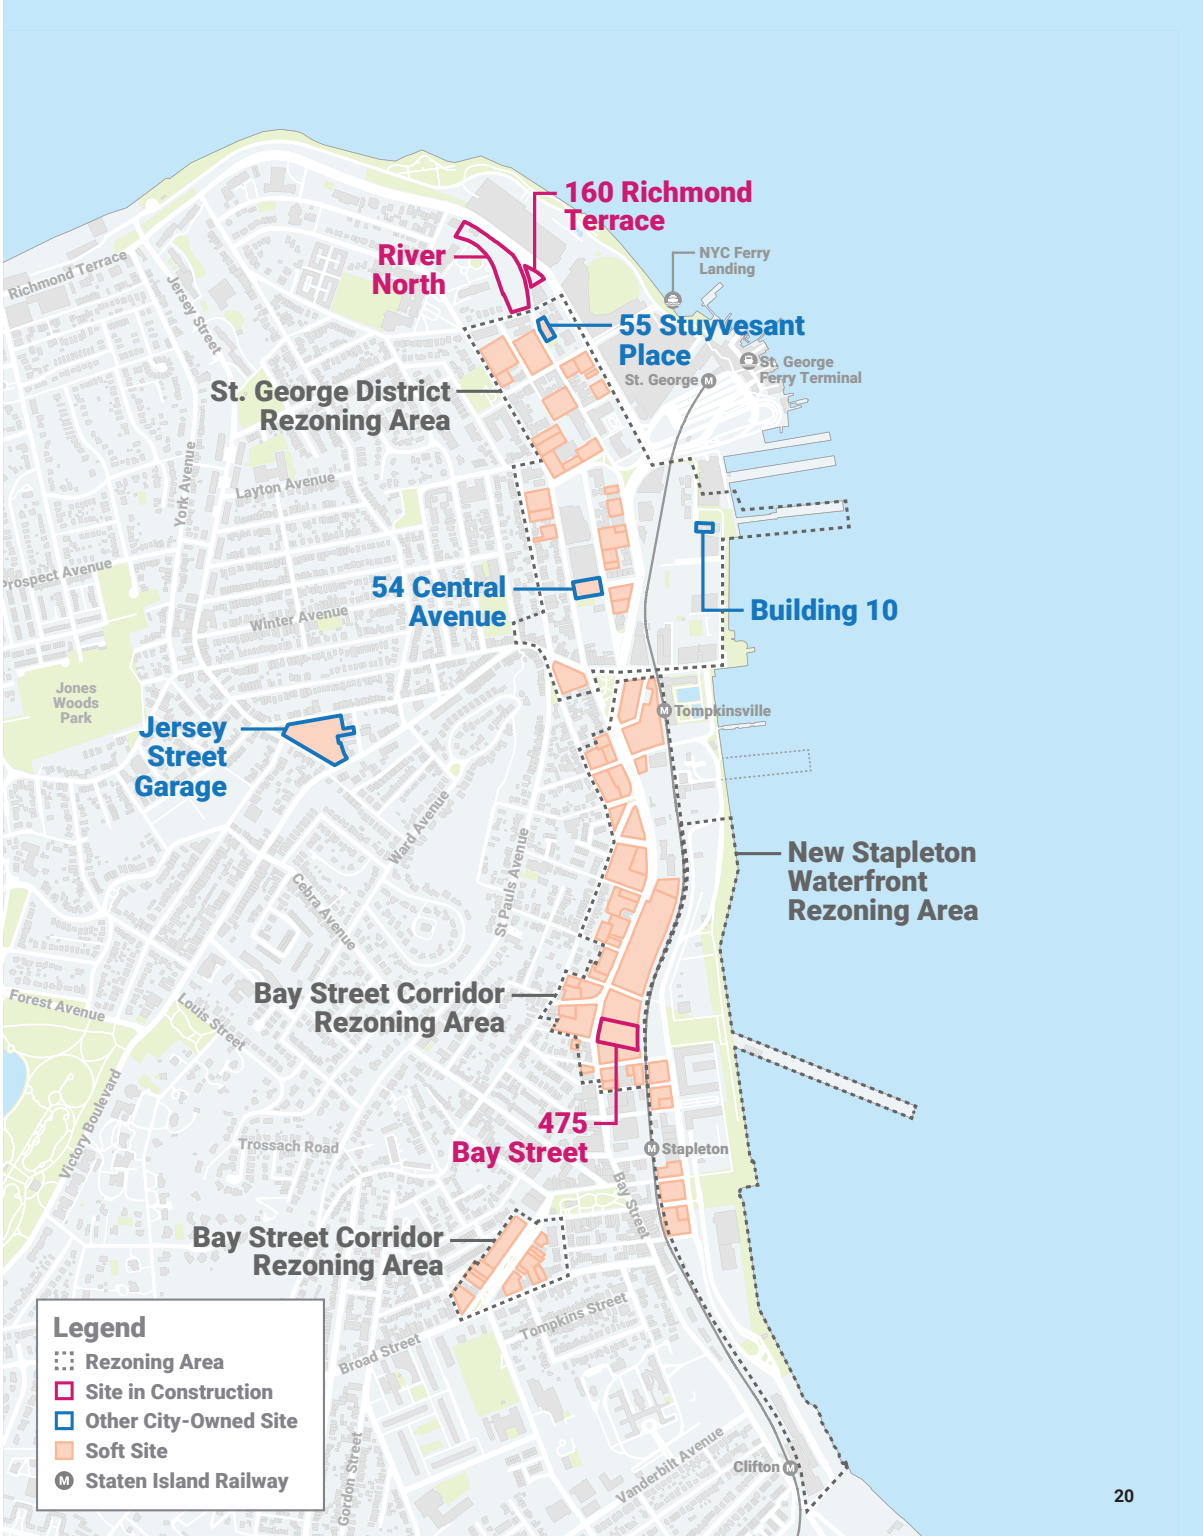 160 Richmond
Terrace
River
North
NYC Ferry
Landing
Richmond Terrace
Jersey Street
55 Stuyvesant
Place
St. George
Ferry Terminal
St. George
M
St. George District
Rezoning Area
York Avenue
Layton Avenue
Prospect Avenue
54 Central
Avenue
Building 10
Winter Avenue
Jones
Woods
Park
M
Tompkinsville
Jersey
Street
Garage
Ward Avenue
St Pauls Avenue
New Stapleton
Waterfront
Rezoning Area
Cebra Avenue
Bay Street Corridor
Rezoning Area
Forest Avenue
Louis Street
Victory Boulevard
475
Bay Street
Trossach Road
M
Stapleton
Bay Street
Bay Street Corridor
Rezoning Area
Tompkins Street
Broad Street
Gordon Street
Vanderbilt Avenue
Clifton
M
Legend
Rezoning Area
Site in Construction
Other City-Owned Site
Soft Site
M
Staten Island Railway
20